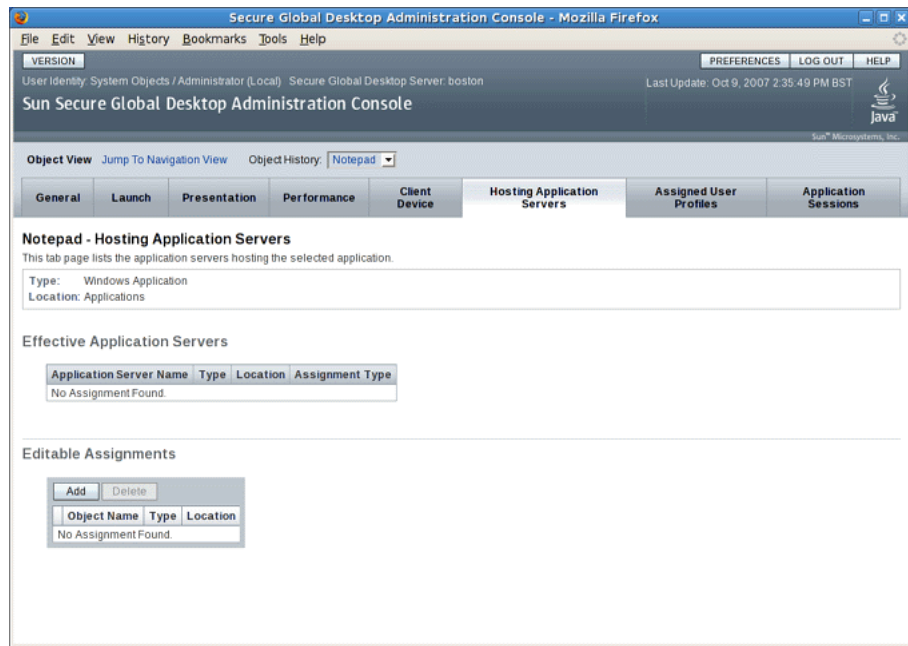 Secure Global Desktop Administration Console - Mozilla Firefox
File Edit View History Bookmarks Tools Help
VERSION PREFERENCES LOG OUT HELP
User Identity: System Objects / Administrator (Local) Secure Global Desktop Server: boston Last Update: Oct 9, 2007 2:35:49 PM BST
Sun Secure Global Desktop Administration Console
Java
Sun™ Microsystems, Inc.
Object View Jump To Navigation View Object History: Notepad
General Launch Presentation Performance Client Device Hosting Application Servers Assigned User Profiles Application Sessions
Notepad - Hosting Application Servers
This tab page lists the application servers hosting the selected application.
Type: Windows Application
Location: Applications
Effective Application Servers
Application Server Name Type Location Assignment Type
No Assignment Found.
Editable Assignments
Add Delete
Object Name Type Location
No Assignment Found.